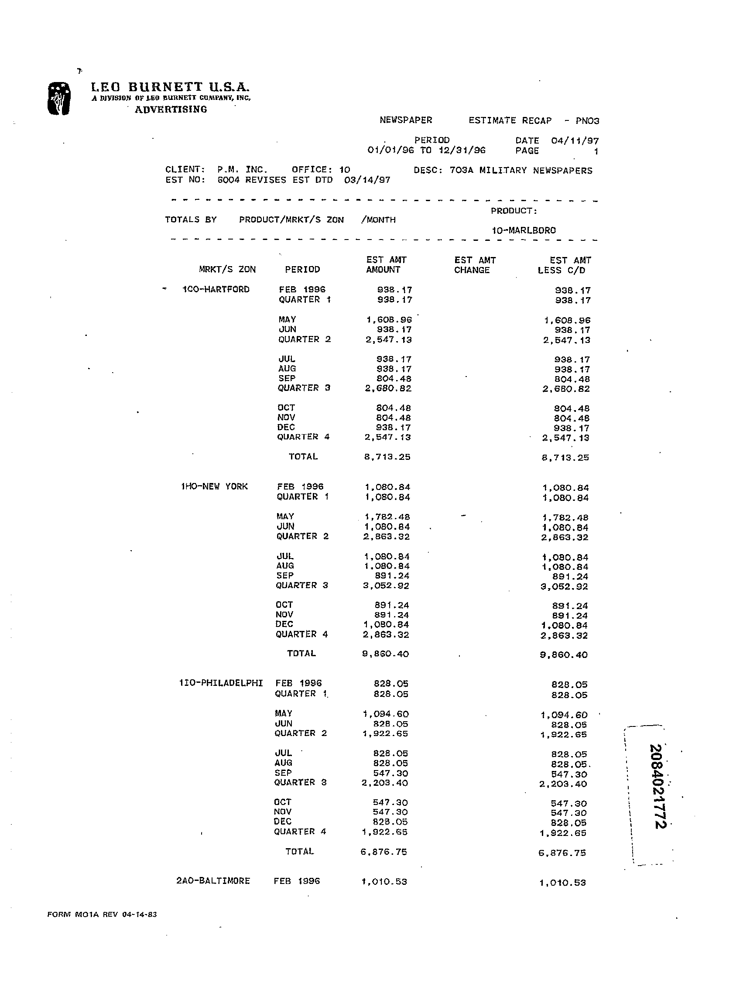 LEO BURNETT U.S.A.
A DIVISION OF LEO BURNETT COMPANY, INC.
ADVERTISING
NEWSPAPER ESTIMATE RECAP - PNO3
PERIOD DATE 04/11/97
01/01/96 TO 12/31/96 PAGE 1
CLIENT: P.M. INC. OFFICE: 10 DESC: 703A MILITARY NEWSPAPERS
EST NO: 6004 REVISES EST DTD 03/14/97
PRODUCT:
TOTALS BY PRODUCT/MRKT/S ZON /MONTH
10-MARLBORO
EST AMT EST AMT EST AMT
MRKT/S ZON PERIOD AMOUNT CHANGE LESS C/D
1CO-HARTFORD FEB 1996 938.17 938.17
QUARTER 1 938.17 938.17
MAY 1,608.96 1,608.96
JUN 938.17 938.17
QUARTER 2 2,547.13 2,547.13
JUL 938.17 938.17
AUG 938.17 938.17
SEP 804.48 804.48
QUARTER 3 2,680.82 2,680.82
OCT 804.48 804.48
NOV 804.48 804.48
DEC 938.17 938.17
QUARTER 4 2,547.13 2,547.13
TOTAL 8,713.25 8,713.25
1HO-NEW YORK FEB 1996 1,080.84 1,080.84
QUARTER 1 1,080.84 1,080.84
MAY 1,782.48 1,782.48
JUN 1,080.84 1,080.84
QUARTER 2 2,863.32 2,863.32
JUL 1,080.84 1,080.84
AUG 1,080.84 1,080.84
SEP 891.24 891.24
QUARTER 3 3,052.92 3,052.92
OCT 891.24 891.24
NOV 891.24 891.24
DEC 1,080.84 1,080.84
QUARTER 4 2,863.32 2,863.32
TOTAL 9,860.40 9,860.40
1IO-PHILADELPHI FEB 1996 828.05 828.05
QUARTER 1 828.05 828.05
MAY 1,094.60 1,094.60
JUN 828.05 828.05
QUARTER 2 1,922.65 1,922.65
JUL 828.05 828.05
AUG 828.05 828.05
SEP 547.30 547.30
QUARTER 3 2,203.40 2,203.40
OCT 547.30 547.30
NOV 547.30 547.30
DEC 828.05 828.05
QUARTER 4 1,922.65 1,922.65
TOTAL 6,876.75 6,876.75
2AO-BALTIMORE FEB 1996 1,010.53 1,010.53
2084021772
FORM MO1A REV 04-14-83